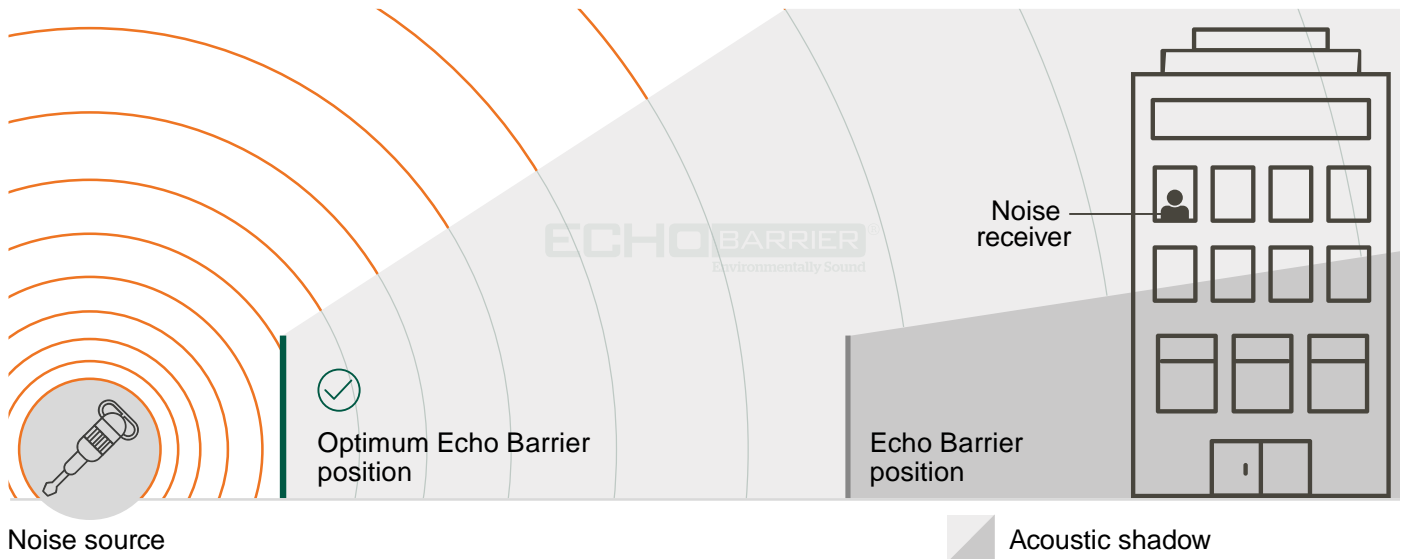 Noise
receiver
ECHO BARRIER
Environmentally Sound
Optimum Echo Barrier
position
Echo Barrier
position
Noise source
Acoustic shadow